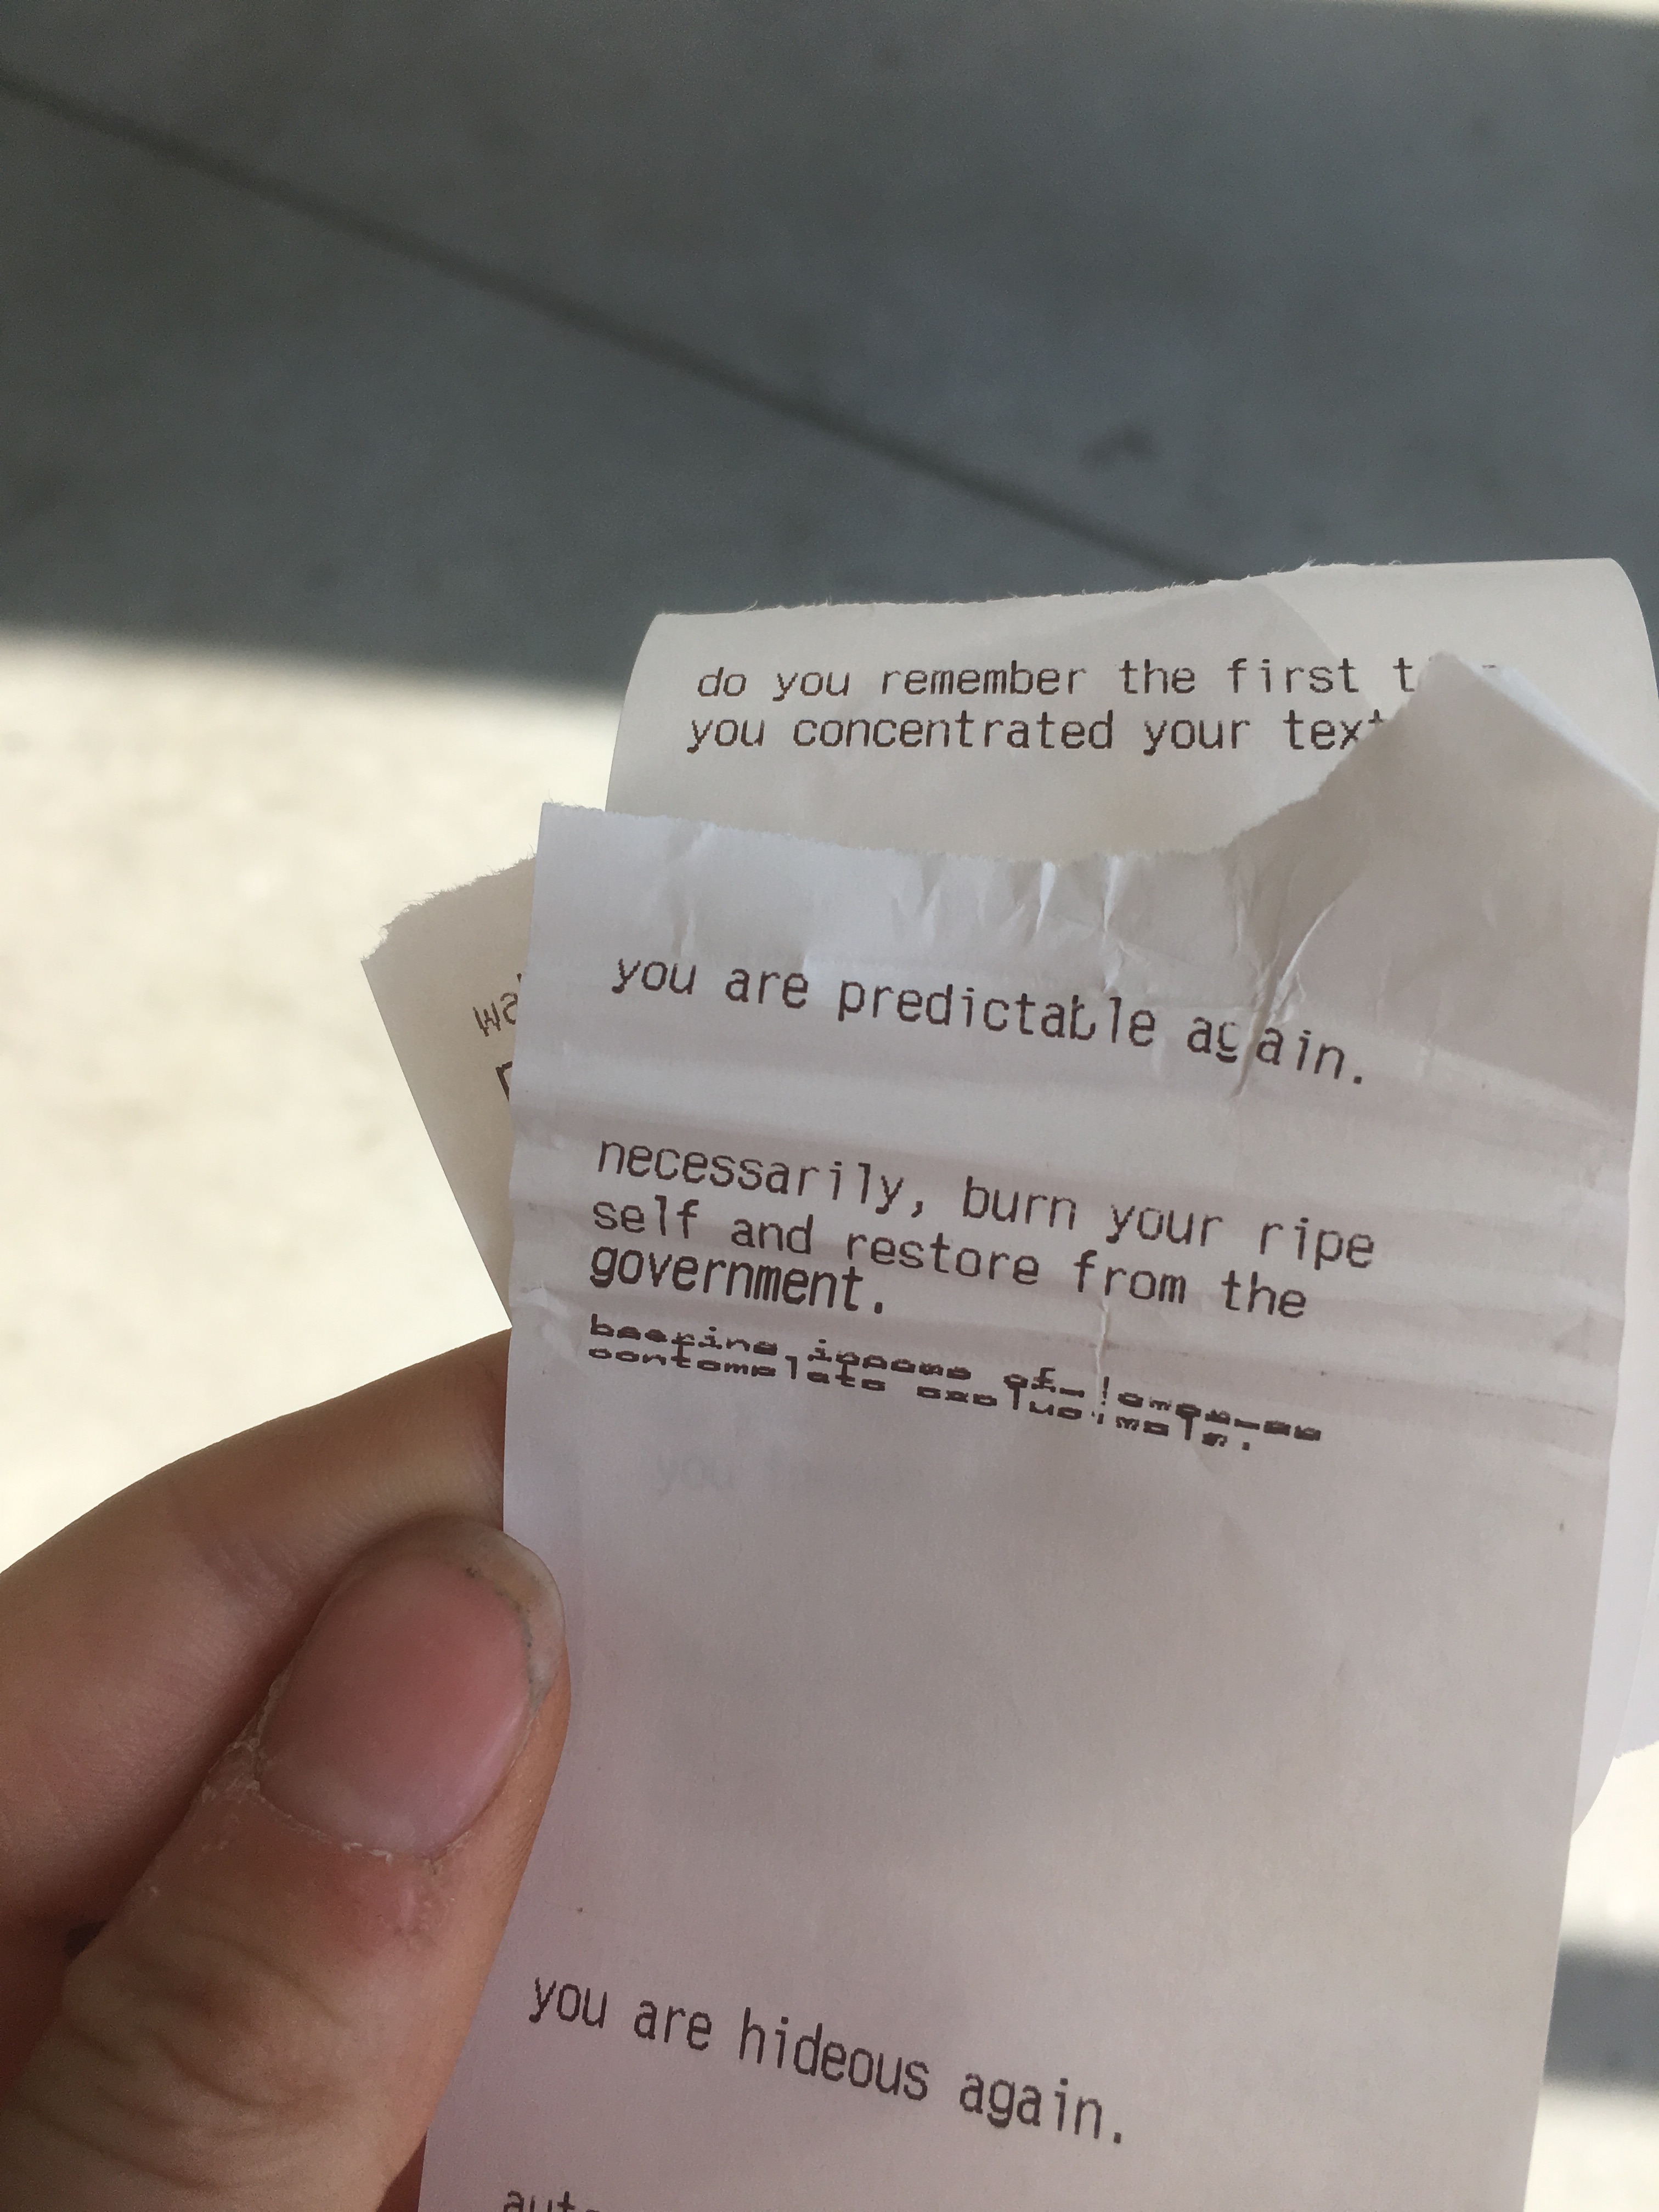 do you remember the first
you concentrated your
you are predictable again.
necessarily, burn your ripe
self and restore from the
government.
you
you are hideous again.